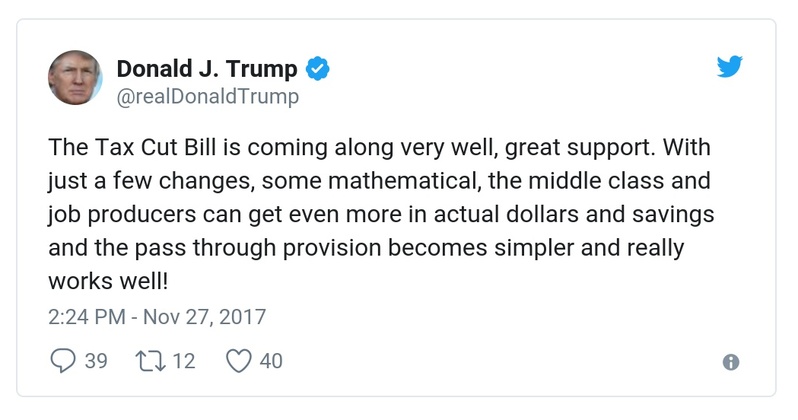 Donald J. Trump
@realDonaldTrump
The Tax Cut Bill is coming along very well, great support. With
just a few changes, some mathematical, the middle class and
job producers can get even more in actual dollars and savings
and the pass through provision becomes simpler and really
works well!
2:24 PM - Nov 27, 2017
39 12 40